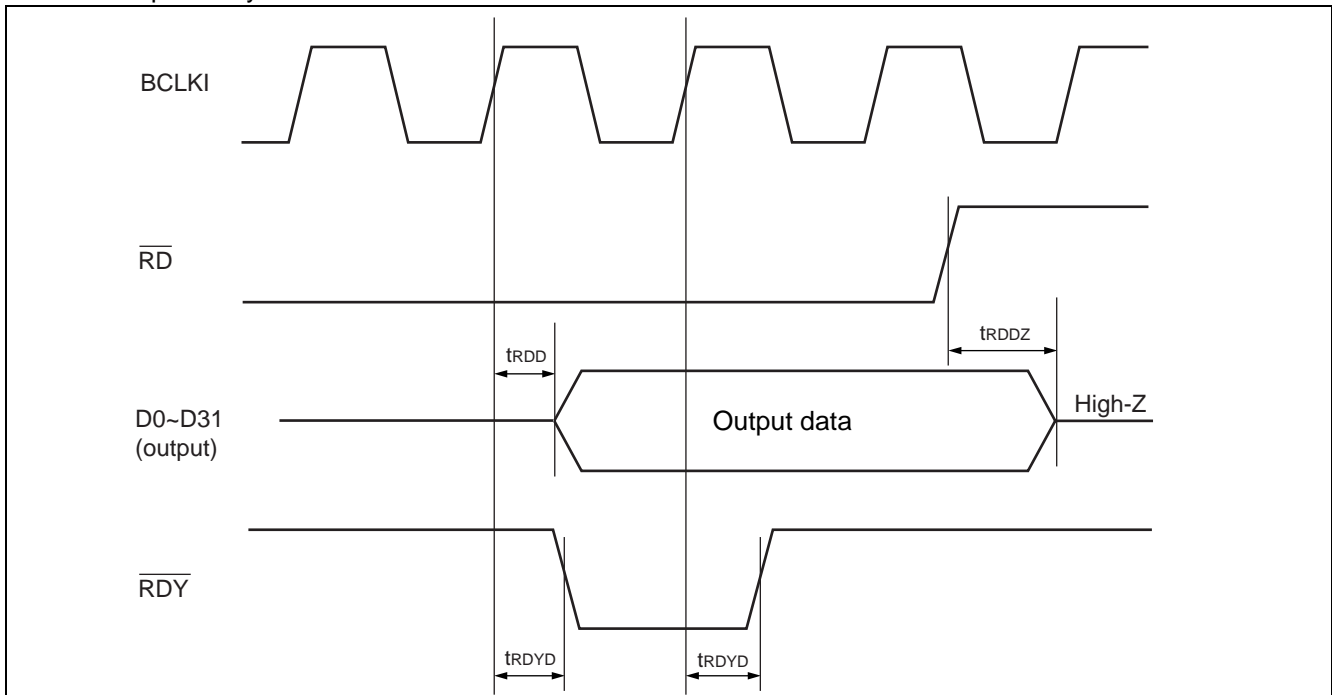 BCLKI
RD
tRDDZ
tRDD
D0~D31
(output)
Output data
High-Z
RDY
tRDYD
tRDYD